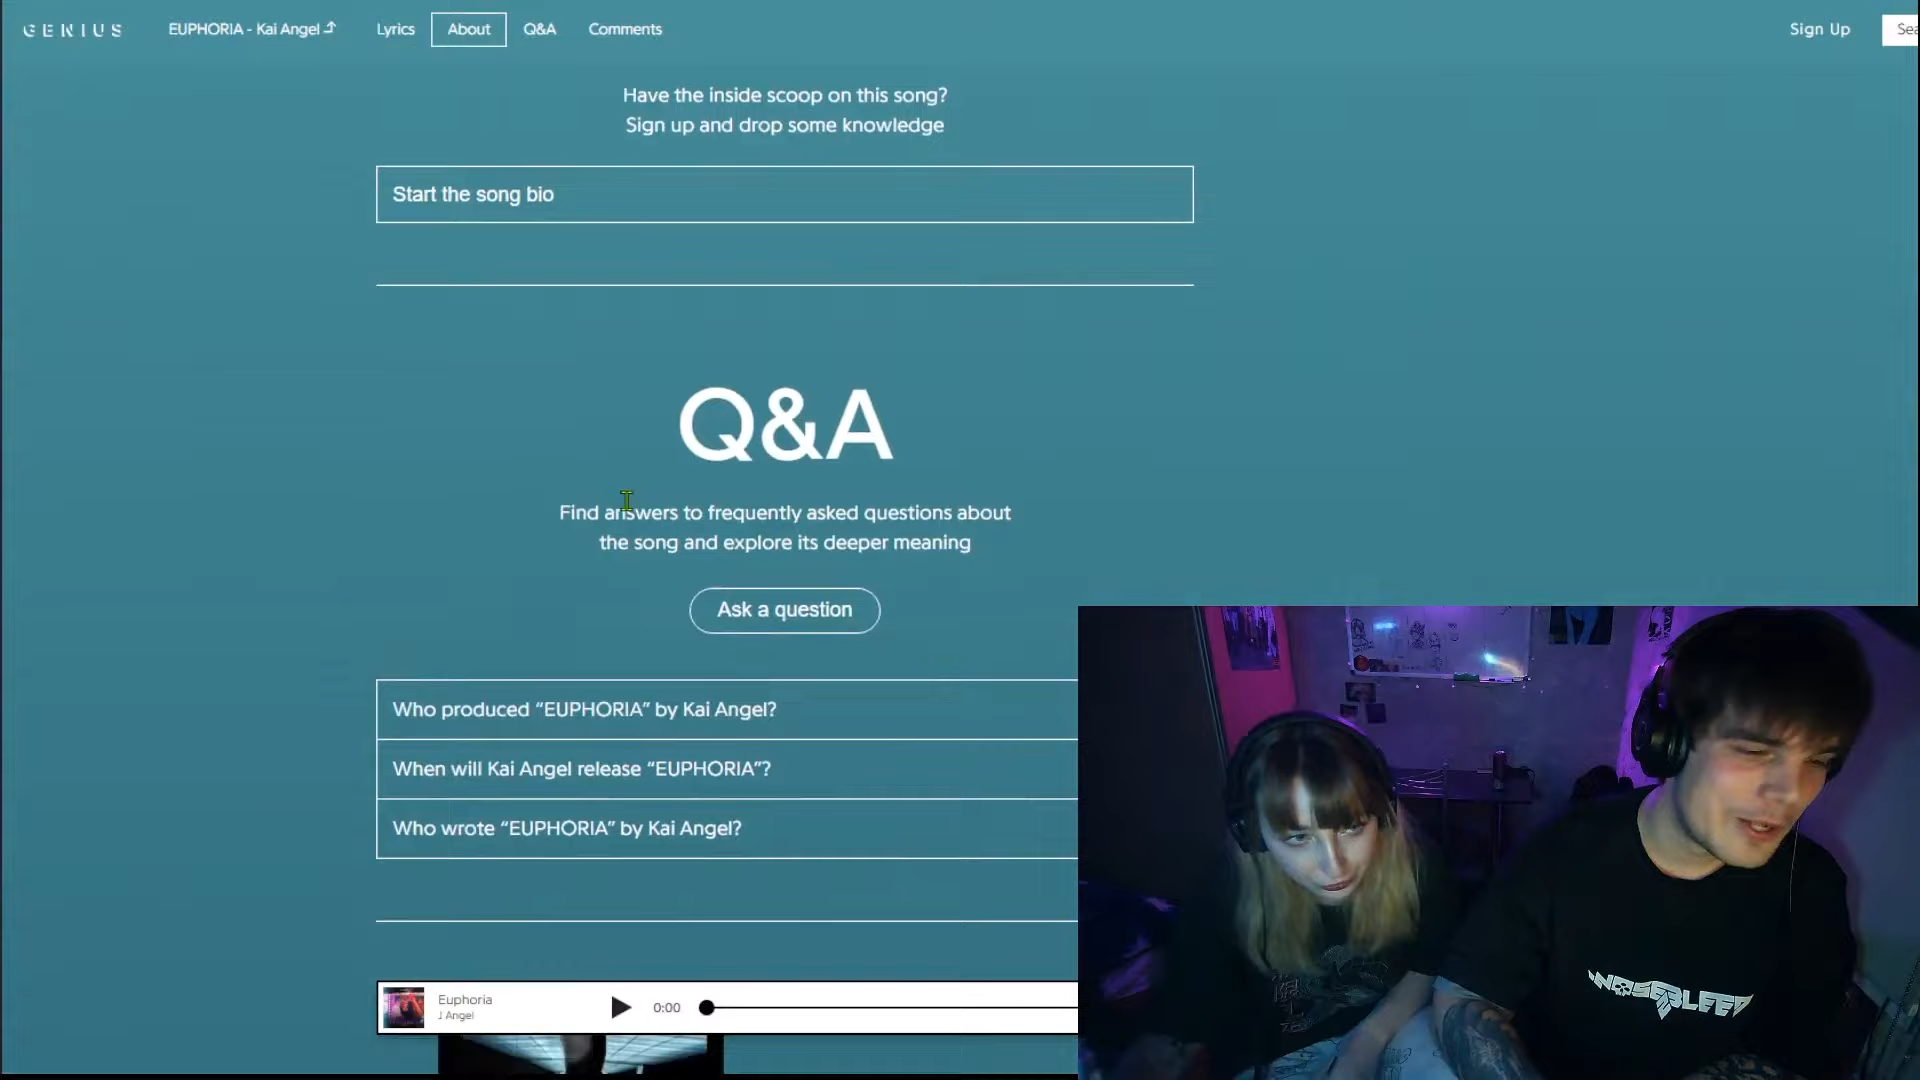 GENIUS
EUPHORIA - Kai Angel
Lyrics
About
Q&A
Comments
Sign Up
Sea
Have the inside scoop on this song?
Sign up and drop some knowledge
Start the song bio
Q&A
Find answers to frequently asked questions about
the song and explore its deeper meaning
Ask a question
Who produced “EUPHORIA” by Kai Angel?
When will Kai Angel release “EUPHORIA”?
Who wrote “EUPHORIA” by Kai Angel?
Euphoria
J Angel
0:00
NOSEBLEED